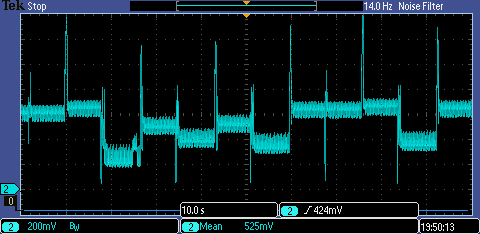 Tek Stop 14.0 Hz Noise Filter
2
0
10.0 s 2 424mV
2 200mV Bw 2 Mean 525mV 19:50:13